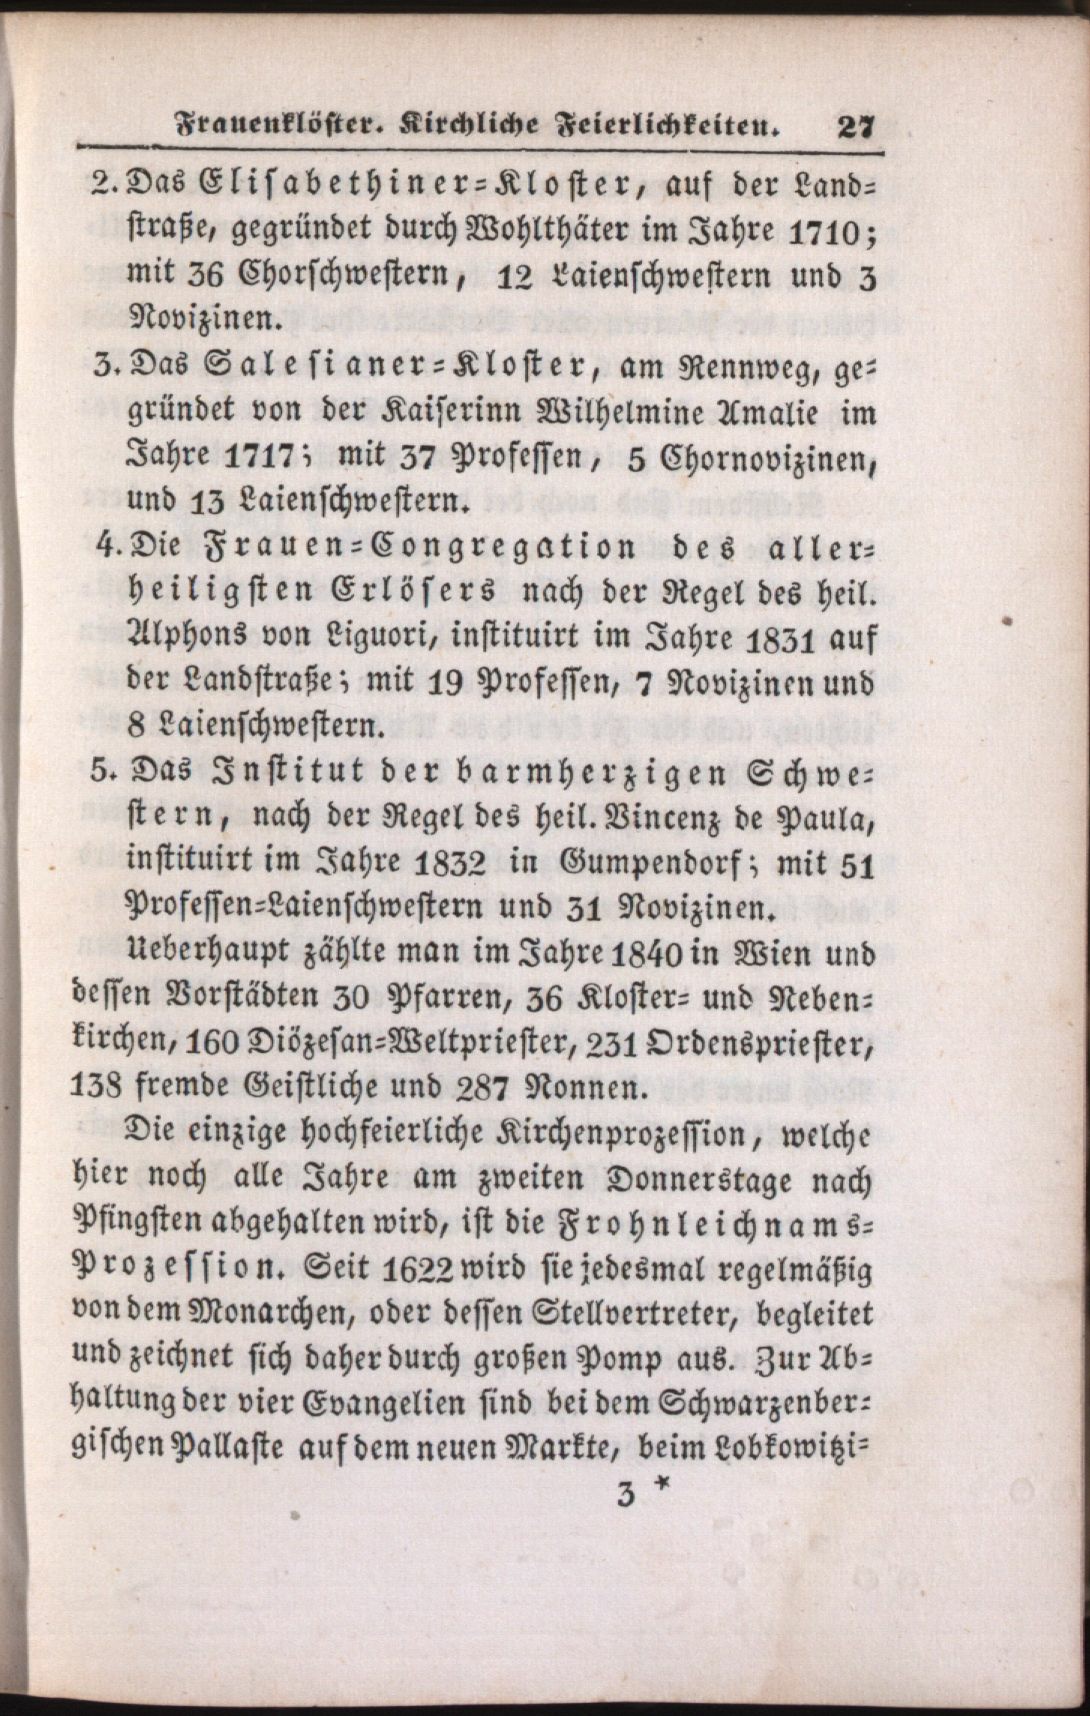 Frauenklöster. Kirchliche Feierlichkeiten. 27
2. Das Elisabethiner-Kloster, auf der Land-
straße, gegründet durch Wohlthäter im Jahre 1710;
mit 36 Chorschwestern, 12 Laienschwestern und 3
Novizinen.
3. Das Salesianer-Kloster, am Rennweg, ge-
gründet von der Kaiserinn Wilhelmine Amalie im
Jahre 1717; mit 37 Professen, 5 Chornovizinen,
und 13 Laienschwestern.
4. Die Frauen-Congregation des aller-
heiligsten Erlösers nach der Regel des heil.
Alphons von Liguori, instituirt im Jahre 1831 auf
der Landstraße; mit 19 Professen, 7 Novizinen und
8 Laienschwestern.
5. Das Institut der barmherzigen Schwe-
stern, nach der Regel des heil. Vincenz de Paula,
instituirt im Jahre 1832 in Gumpendorf; mit 51
Professen-Laienschwestern und 31 Novizinen.
Ueberhaupt zählte man im Jahre 1840 in Wien und
dessen Vorstädten 30 Pfarren, 36 Kloster- und Neben-
kirchen, 160 Diözesan-Weltpriester, 231 Ordenspriester,
138 fremde Geistliche und 287 Nonnen.
Die einzige hochfeierliche Kirchenprozession, welche
hier noch alle Jahre am zweiten Donnerstage nach
Pfingsten abgehalten wird, ist die Frohnleichnams-
Prozession. Seit 1622 wird sie jedesmal regelmäßig
von dem Monarchen, oder dessen Stellvertreter, begleitet
und zeichnet sich daher durch großen Pomp aus. Zur Ab-
haltung der vier Evangelien sind bei dem Schwarzenber-
gischen Pallaste auf dem neuen Markte, beim Lobkowitzi-
3 *